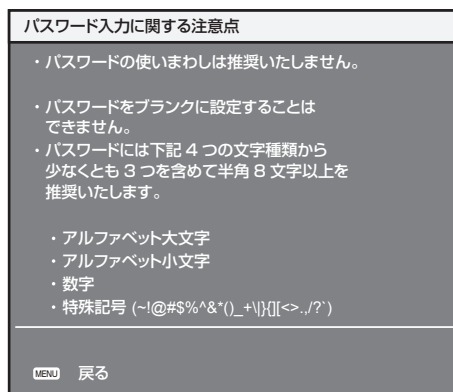 パスワード入力に関する注意点
・パスワードの使いまわしは推奨いたしません。
・パスワードをブランクに設定することは
できません。
・パスワードには下記 4 つの文字種類から
少なくとも 3 つを含めて半角 8 文字以上を
推奨いたします。
・アルファベット大文字
・アルファベット小文字
・数字
・特殊記号 (~!@#$%^&*()_+\|}{][<>.,/?`)
MENU 戻る